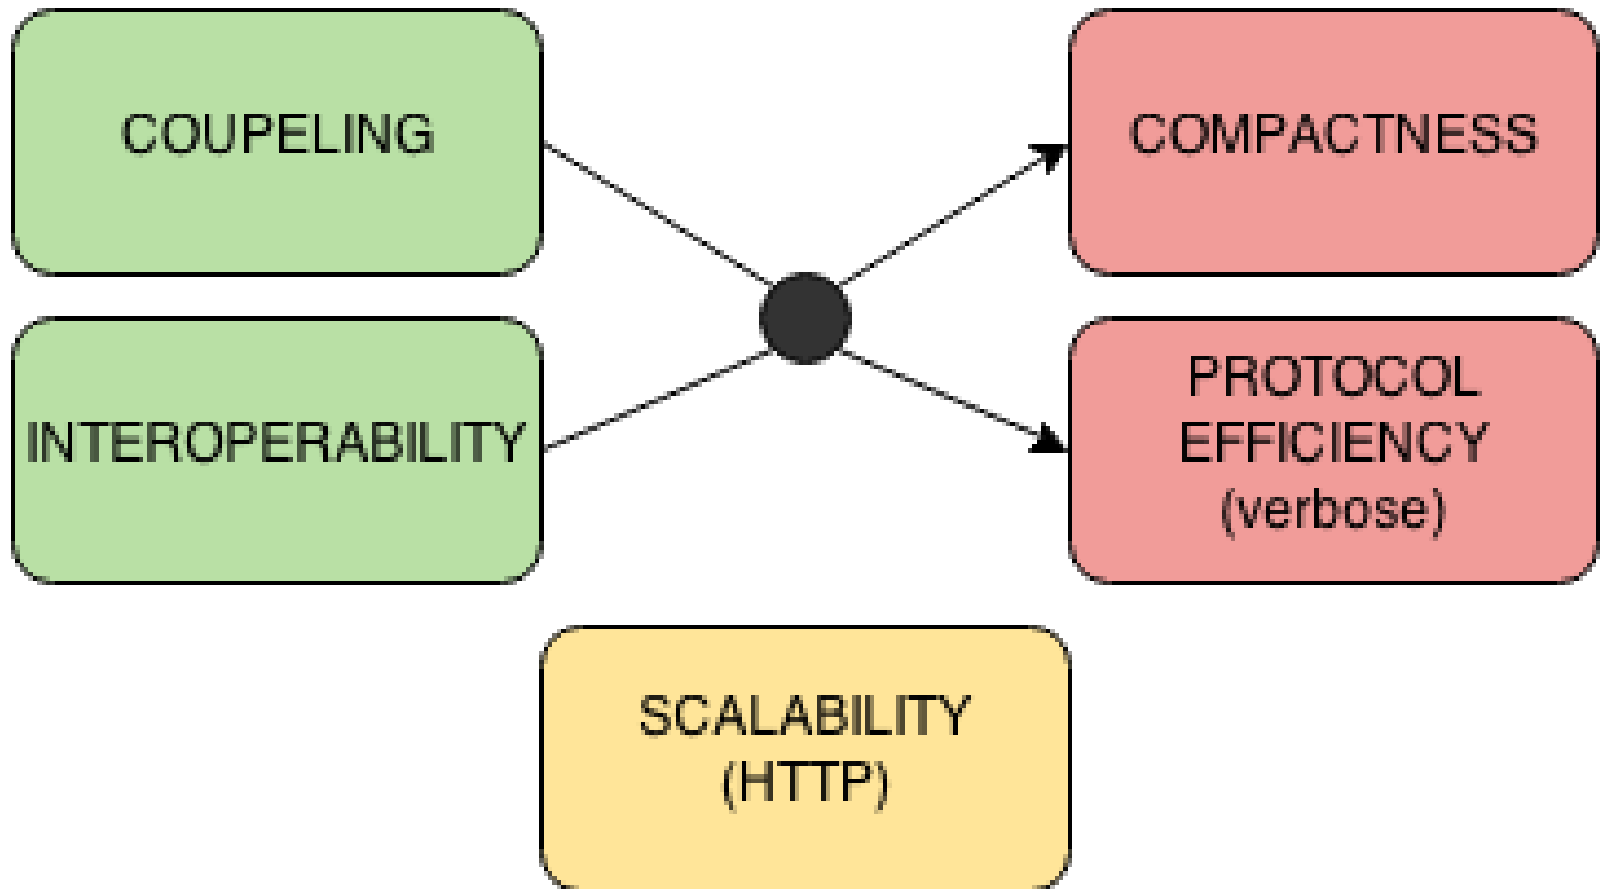 COUPELING
COMPACTNESS
INTEROPERABILITY
PROTOCOL
EFFICIENCY
(verbose)
SCALABILITY
(HTTP)